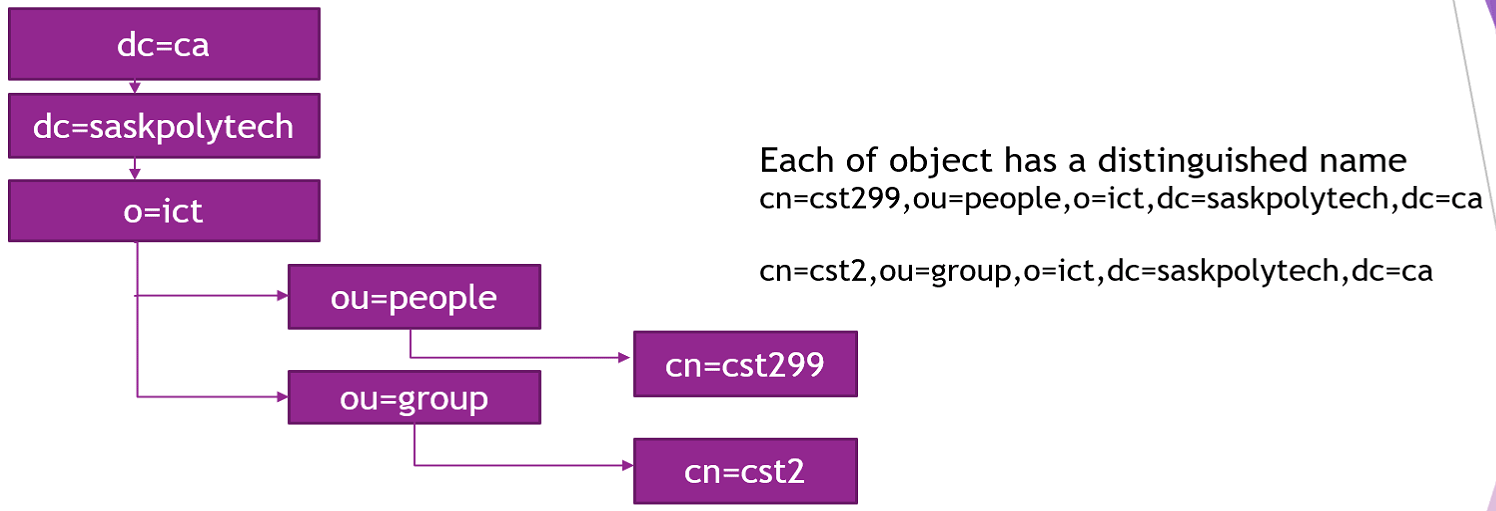 dc=ca
dc=saskpolytech
o=ict
ou=people
cn=cst299
ou=group
cn=cst2
Each of object has a distinguished name
cn=cst299,ou=people,o=ict,dc=saskpolytech,dc=ca
cn=cst2,ou=group,o=ict,dc=saskpolytech,dc=ca